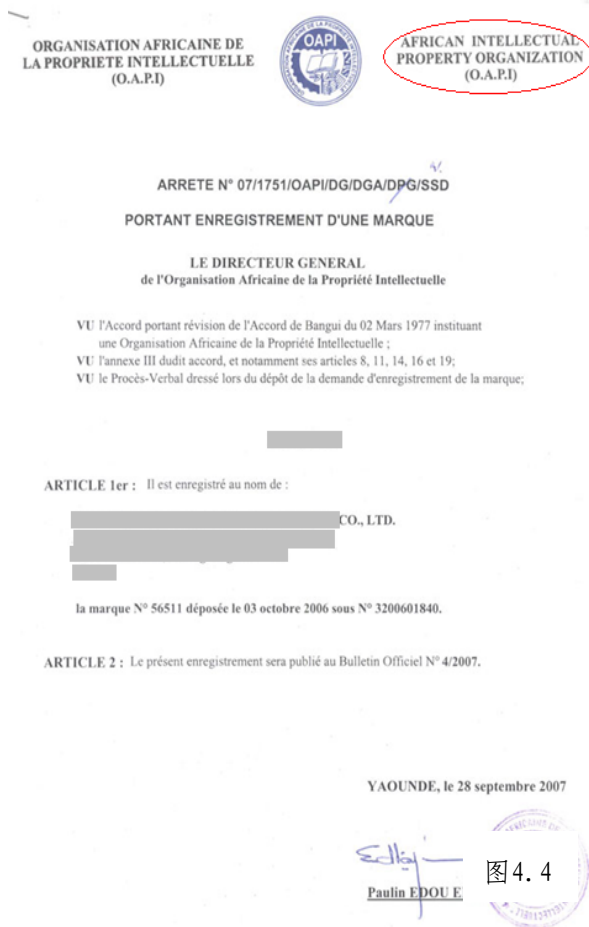 ORGANISATION AFRICAINE DE
LA PROPRIETE INTELLECTUELLE
(O.A.P.I)
OAPI
AFRICAN INTELLECTUAL
PROPERTY ORGANIZATION
(O.A.P.I)
ARRETE N° 07/1751/OAPI/DG/DGA/DPG/SSD
PORTANT ENREGISTREMENT D'UNE MARQUE
LE DIRECTEUR GENERAL
de l'Organisation Africaine de la Propriété Intellectuelle
VU l'Accord portant révision de l'Accord de Bangui du 02 Mars 1977 instituant
une Organisation Africaine de la Propriété Intellectuelle ;
VU l'annexe III dudit accord, et notamment ses articles 8, 11, 14, 16 et 19;
VU le Procès-Verbal dressé lors du dépôt de la demande d'enregistrement de la marque;
ARTICLE 1er : Il est enregistré au nom de :
CO., LTD.
la marque N° 56511 déposée le 03 octobre 2006 sous N° 3200601840.
ARTICLE 2 : Le présent enregistrement sera publié au Bulletin Officiel N° 4/2007.
YAOUNDE, le 28 septembre 2007
图4.4
Paulin EDOU E